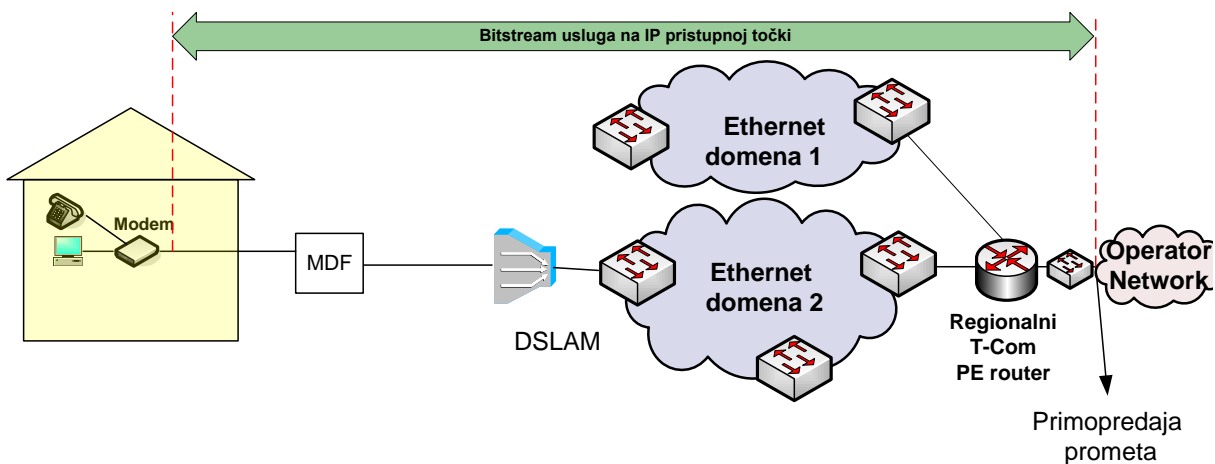 Bitstream usluga na IP pristupnoj točki
Ethernet
domena 1
Modem
MDF
DSLAM
Ethernet
domena 2
Regionalni
T-Com
PE router
Operator
Network
Primopredaja
prometa